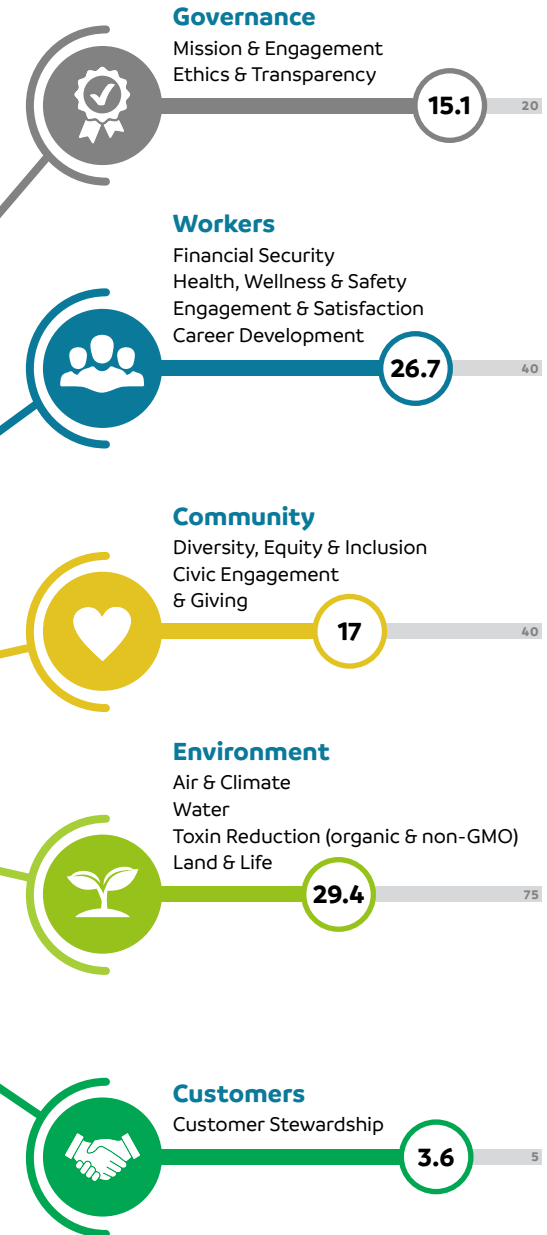 Governance
Mission & Engagement
Ethics & Transparency
15.1
20
Workers
Financial Security
Health, Wellness & Safety
Engagement & Satisfaction
Career Development
26.7
40
Community
Diversity, Equity & Inclusion
Civic Engagement
& Giving
17
40
Environment
Air & Climate
Water
Toxin Reduction (organic & non-GMO)
Land & Life
29.4
75
Customers
Customer Stewardship
3.6
5